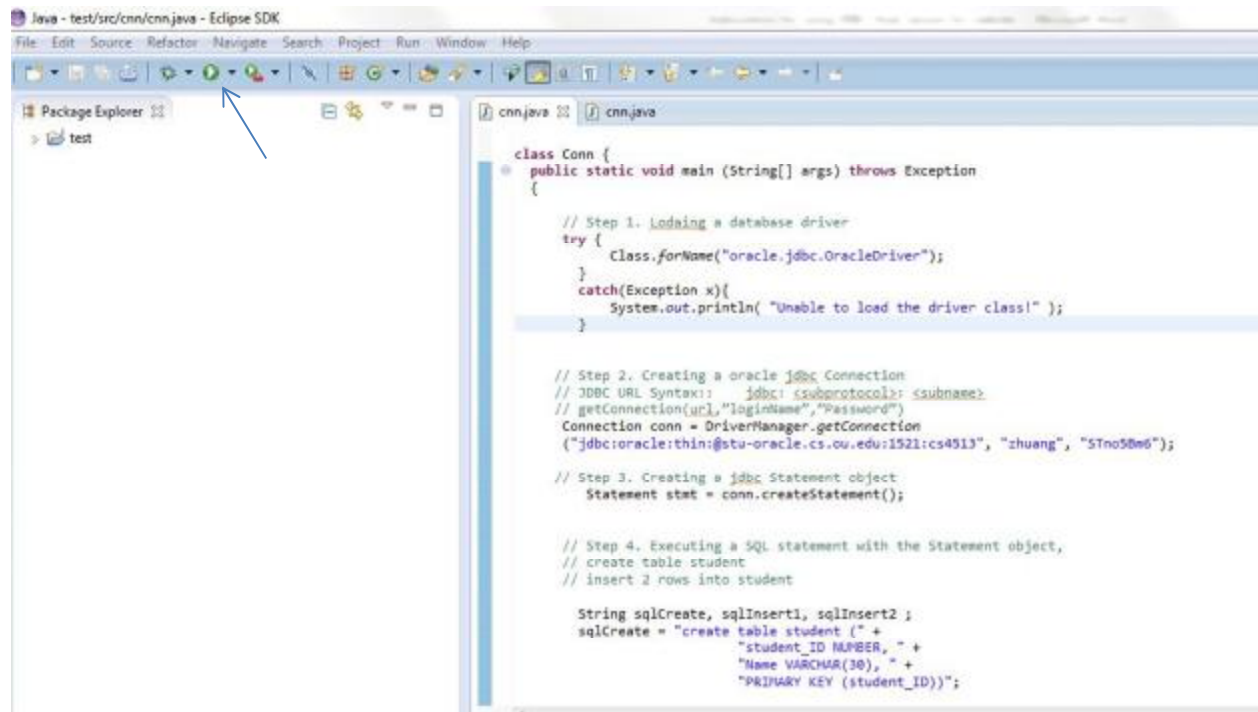 Java - test/src/cnn/cnn.java - Eclipse SDK
File Edit Source Refactor Navigate Search Project Run Window Help
Package Explorer
test
cnn.java cnn.java
class Conn {
public static void main (String[] args) throws Exception
{
// Step 1. Lodaing a database driver
try {
Class.forName("oracle.jdbc.OracleDriver");
}
catch(Exception x){
System.out.println( "Unable to load the driver class!" );
}
// Step 2. Creating a oracle jdbc Connection
// JDBC URL Syntax:: jdbc: <subprotocol>: <subname>
// getConnection(url,"loginName","Password")
Connection conn = DriverManager.getConnection
("jdbc:oracle:thin:@stu-oracle.cs.ou.edu:1521:cs4513", "zhuang", "STno5Bm6");
// Step 3. Creating a jdbc Statement object
Statement stmt = conn.createStatement();
// Step 4. Executing a SQL statement with the Statement object,
// create table student
// insert 2 rows into student
String sqlCreate, sqlInsert1, sqlInsert2 ;
sqlCreate = "create table student (" +
"student_ID NUMBER, " +
"Name VARCHAR(30), " +
"PRIMARY KEY (student_ID))";